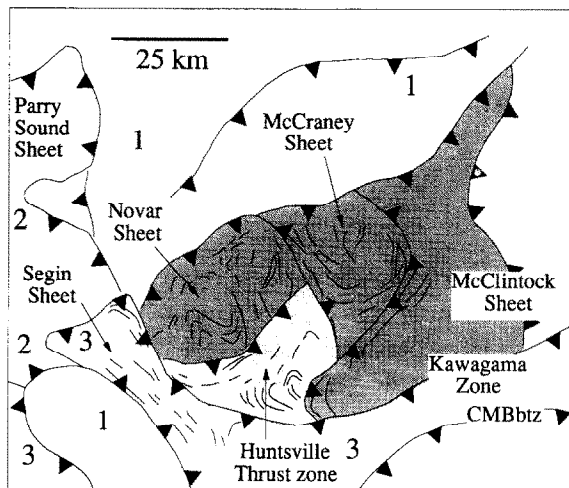 25 km
Parry
Sound
Sheet
1
1
McCraney
Sheet
2
Novar
Sheet
Segin
Sheet
McClintock
Sheet
2
3
Kawagama
Zone
1
CMBbtz
3
Huntsville
Thrust zone
3